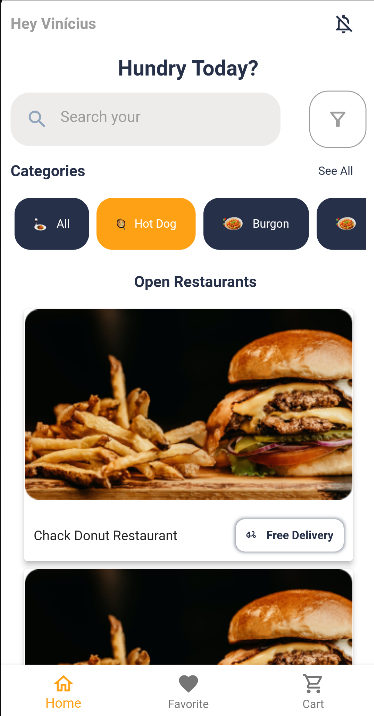 Hey Vinícius
Hundry Today?
Search your
Categories
See All
All
Hot Dog
Burgon
Open Restaurants
Chack Donut Restaurant
Free Delivery
Home
Favorite
Cart